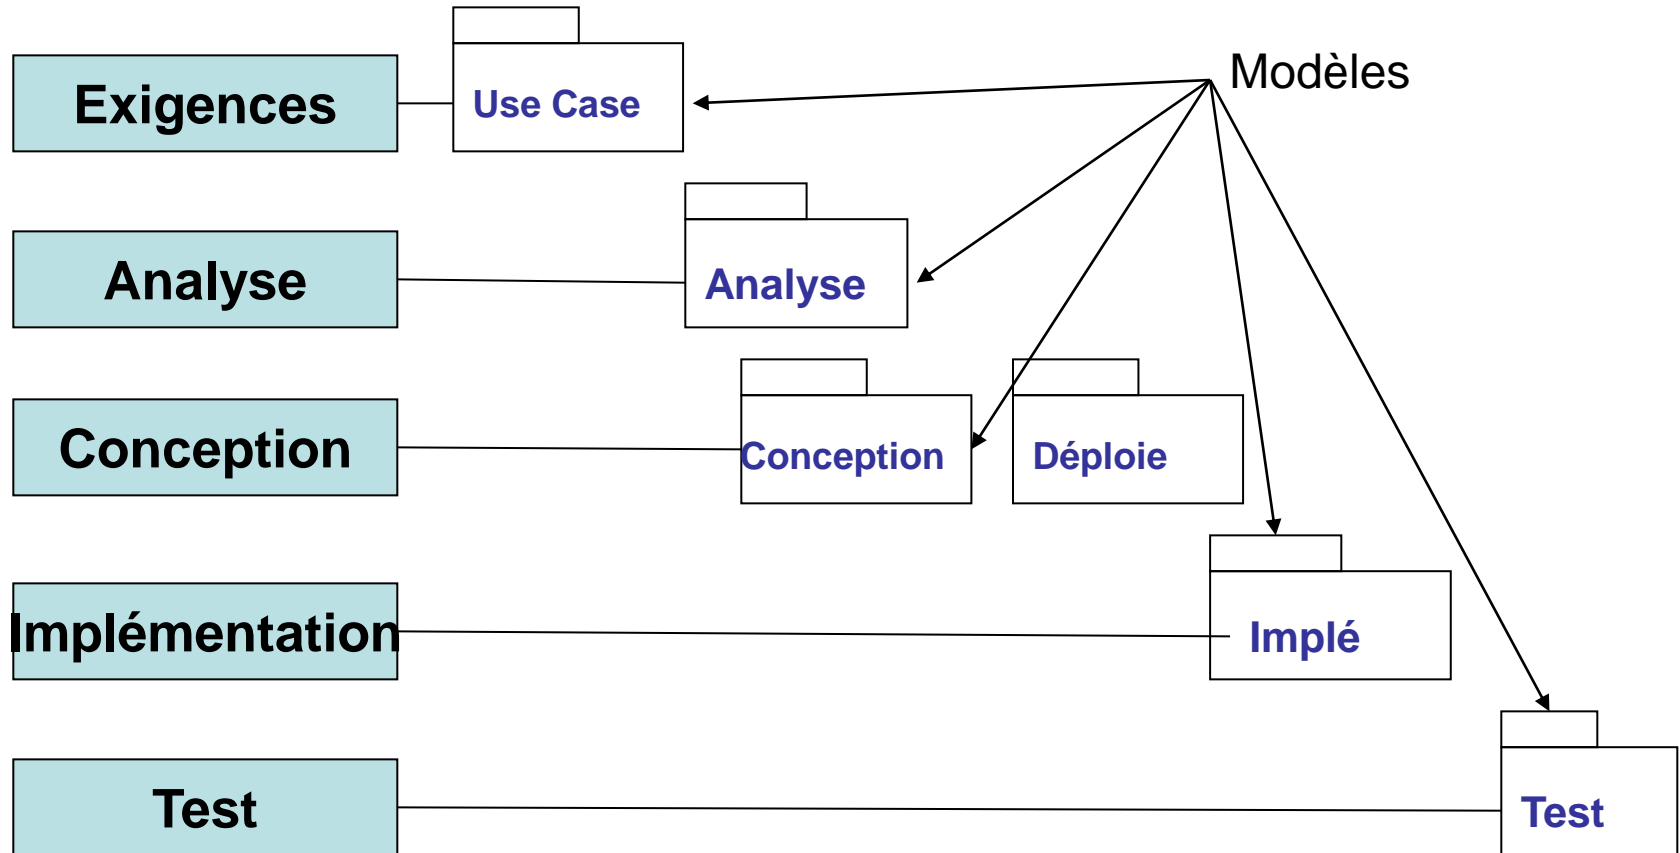 Modèles
Exigences
Use Case
Analyse
Analyse
Conception
Conception
Déploie
Implémentation
Implé
Test
Test